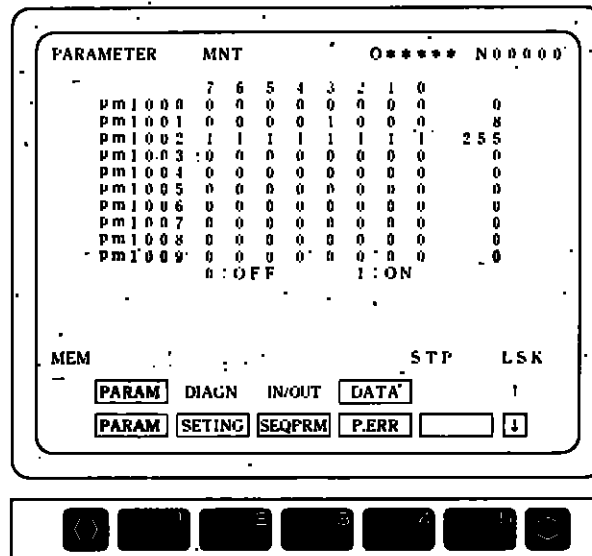 PARAMETER MNT O***** N00000
7 6 5 4 3 2 1 0
pm1000 0 0 0 0 0 0 0 0 0
pm1001 0 0 0 0 1 0 0 0 8
pm1002 1 1 1 1 1 1 1 1 255
pm1003 0 0 0 0 0 0 0 0 0
pm1004 0 0 0 0 0 0 0 0 0
pm1005 0 0 0 0 0 0 0 0 0
pm1006 0 0 0 0 0 0 0 0 0
pm1007 0 0 0 0 0 0 0 0 0
pm1008 0 0 0 0 0 0 0 0 0
pm1009 0 0 0 0 0 0 0 0 0
0:OFF 1:ON
MEM STP LSK
PARAM DIAGN IN/OUT DATA ↑
PARAM SETING SEQPRM P.ERR ↓